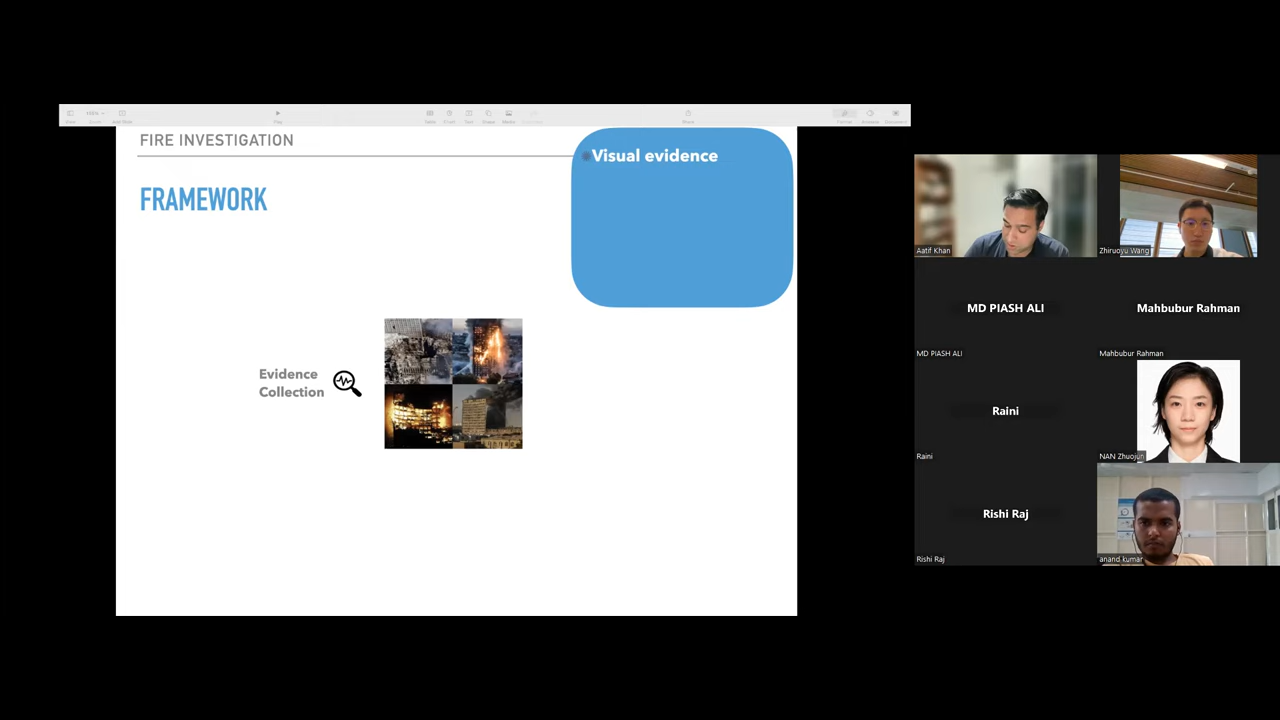 FIRE INVESTIGATION
FRAMEWORK
Visual evidence
Evidence
Collection
Aatif Khan
Zhiruoyu Wang
MD PIASH ALI
MD PIASH ALI
Mahbubur Rahman
Mahbubur Rahman
Raini
Raini
NAN Zhuojun
Rishi Raj
Rishi Raj
anand kumar